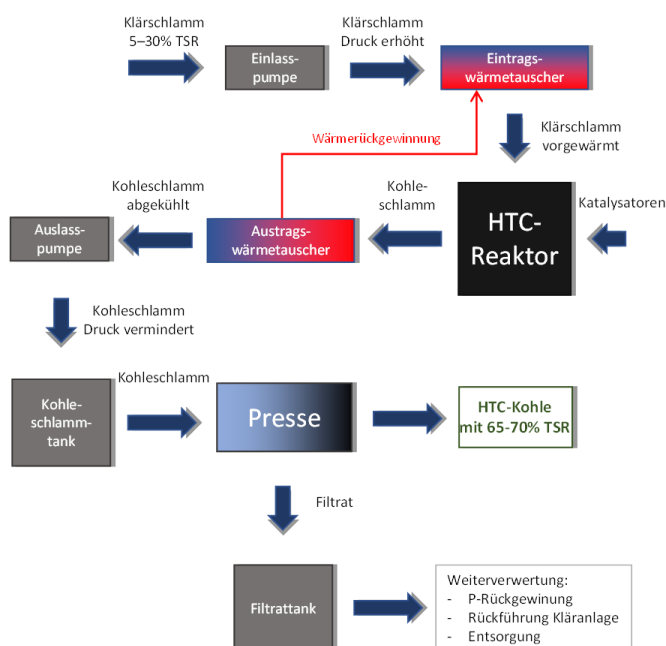 Klärschlamm
5–30% TSR
Einlass-
pumpe
Klärschlamm
Druck erhöht
Eintrags-
wärmetauscher
Wärmerückgewinnung
Klärschlamm
vorgewärmt
Kohleschlamm
abgekühlt
Kohle-
schlamm
Katalysatoren
Auslass-
pumpe
Austrags-
wärmetauscher
HTC-
Reaktor
Kohleschlamm
Druck vermindert
Kohle-
schlamm-
tank
Kohleschlamm
Presse
HTC-Kohle
mit 65-70% TSR
Filtrat
Filtrattank
Weiterverwertung:
- P-Rückgewinung
- Rückführung Kläranlage
- Entsorgung